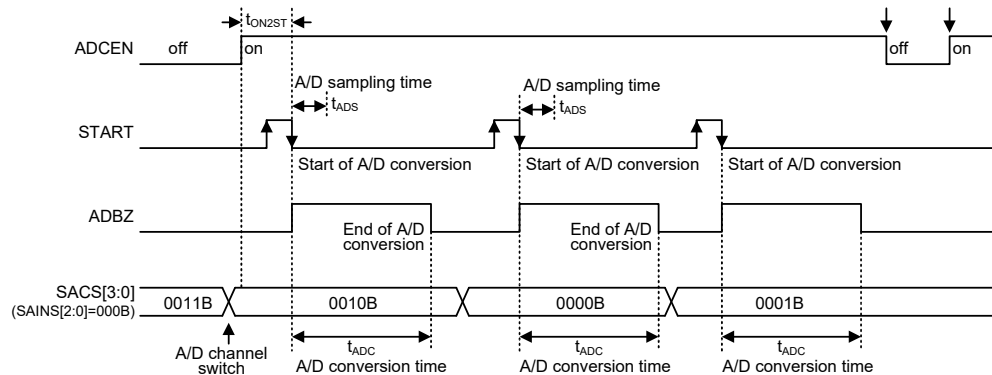 tON2ST
ADCEN
off
on
off
on
A/D sampling time
tADS
A/D sampling time
tADS
START
Start of A/D conversion
Start of A/D conversion
Start of A/D conversion
ADBZ
End of A/D
conversion
End of A/D
conversion
SACS[3:0]
(SAINS[2:0]=000B)
0011B
0010B
0000B
0001B
A/D channel
switch
tADC
A/D conversion time
tADC
A/D conversion time
tADC
A/D conversion time